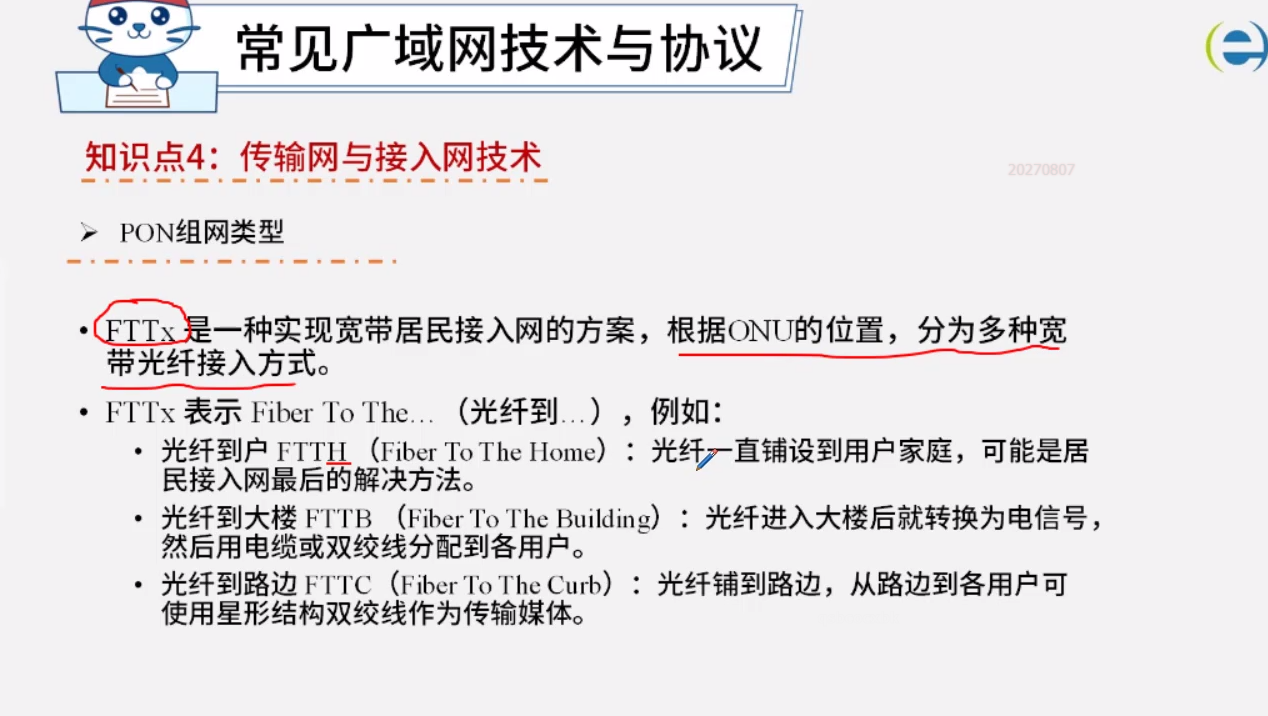 常见广域网技术与协议
知识点4：传输网与接入网技术
20270807
➢ PON组网类型
• FTTx 是一种实现宽带居民接入网的方案，根据ONU的位置，分为多种宽
带光纤接入方式。
• FTTx 表示 Fiber To The…（光纤到…），例如：
• 光纤到户 FTTH（Fiber To The Home）：光纤一直铺设到用户家庭，可能是居
民接入网最后的解决方法。
• 光纤到大楼 FTTB （Fiber To The Building）：光纤进入大楼后就转换为电信号，
然后用电缆或双绞线分配到各用户。
• 光纤到路边 FTTC（Fiber To The Curb）：光纤铺到路边，从路边到各用户可
使用星形结构双绞线作为传输媒体。